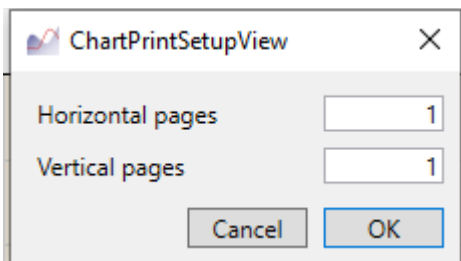 ChartPrintSetupView
Horizontal pages 1
Vertical pages 1
Cancel OK